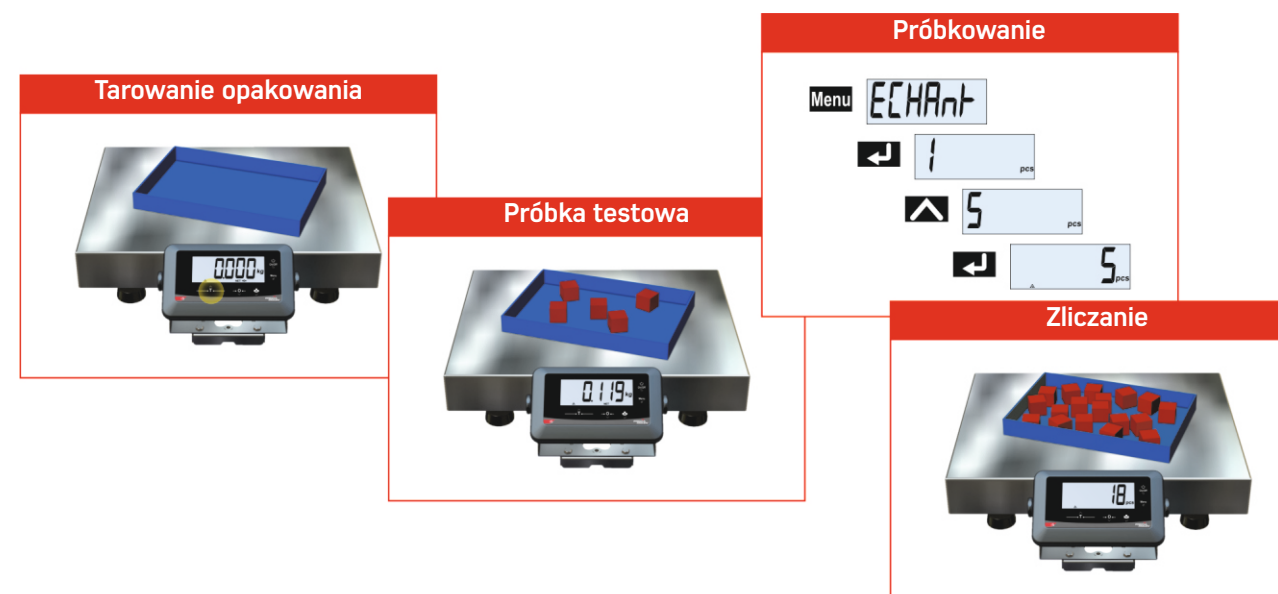 Tarowanie opakowania
0.000 kg
Próbka testowa
0.119 kg
Próbkowanie
Menu ECHAnt
1 pcs
5 pcs
5 pcs
Zliczanie
18 pcs